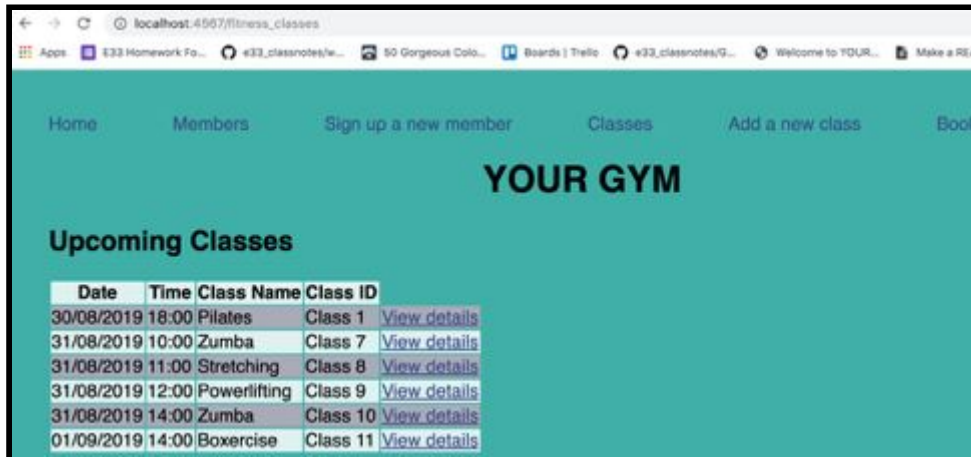 localhost:4567/fitness_classes
Apps E33 Homework Fo... e33_classnotes/w... 50 Gorgeous Colo... Boards | Trello e33_classnotes/G... Welcome to YOUR... Make a RE
Home Members Sign up a new member Classes Add a new class Boo
YOUR GYM
Upcoming Classes
Date Time Class Name Class ID
30/08/2019 18:00 Pilates Class 1 View details
31/08/2019 10:00 Zumba Class 7 View details
31/08/2019 11:00 Stretching Class 8 View details
31/08/2019 12:00 Powerlifting Class 9 View details
31/08/2019 14:00 Zumba Class 10 View details
01/09/2019 14:00 Boxercise Class 11 View details